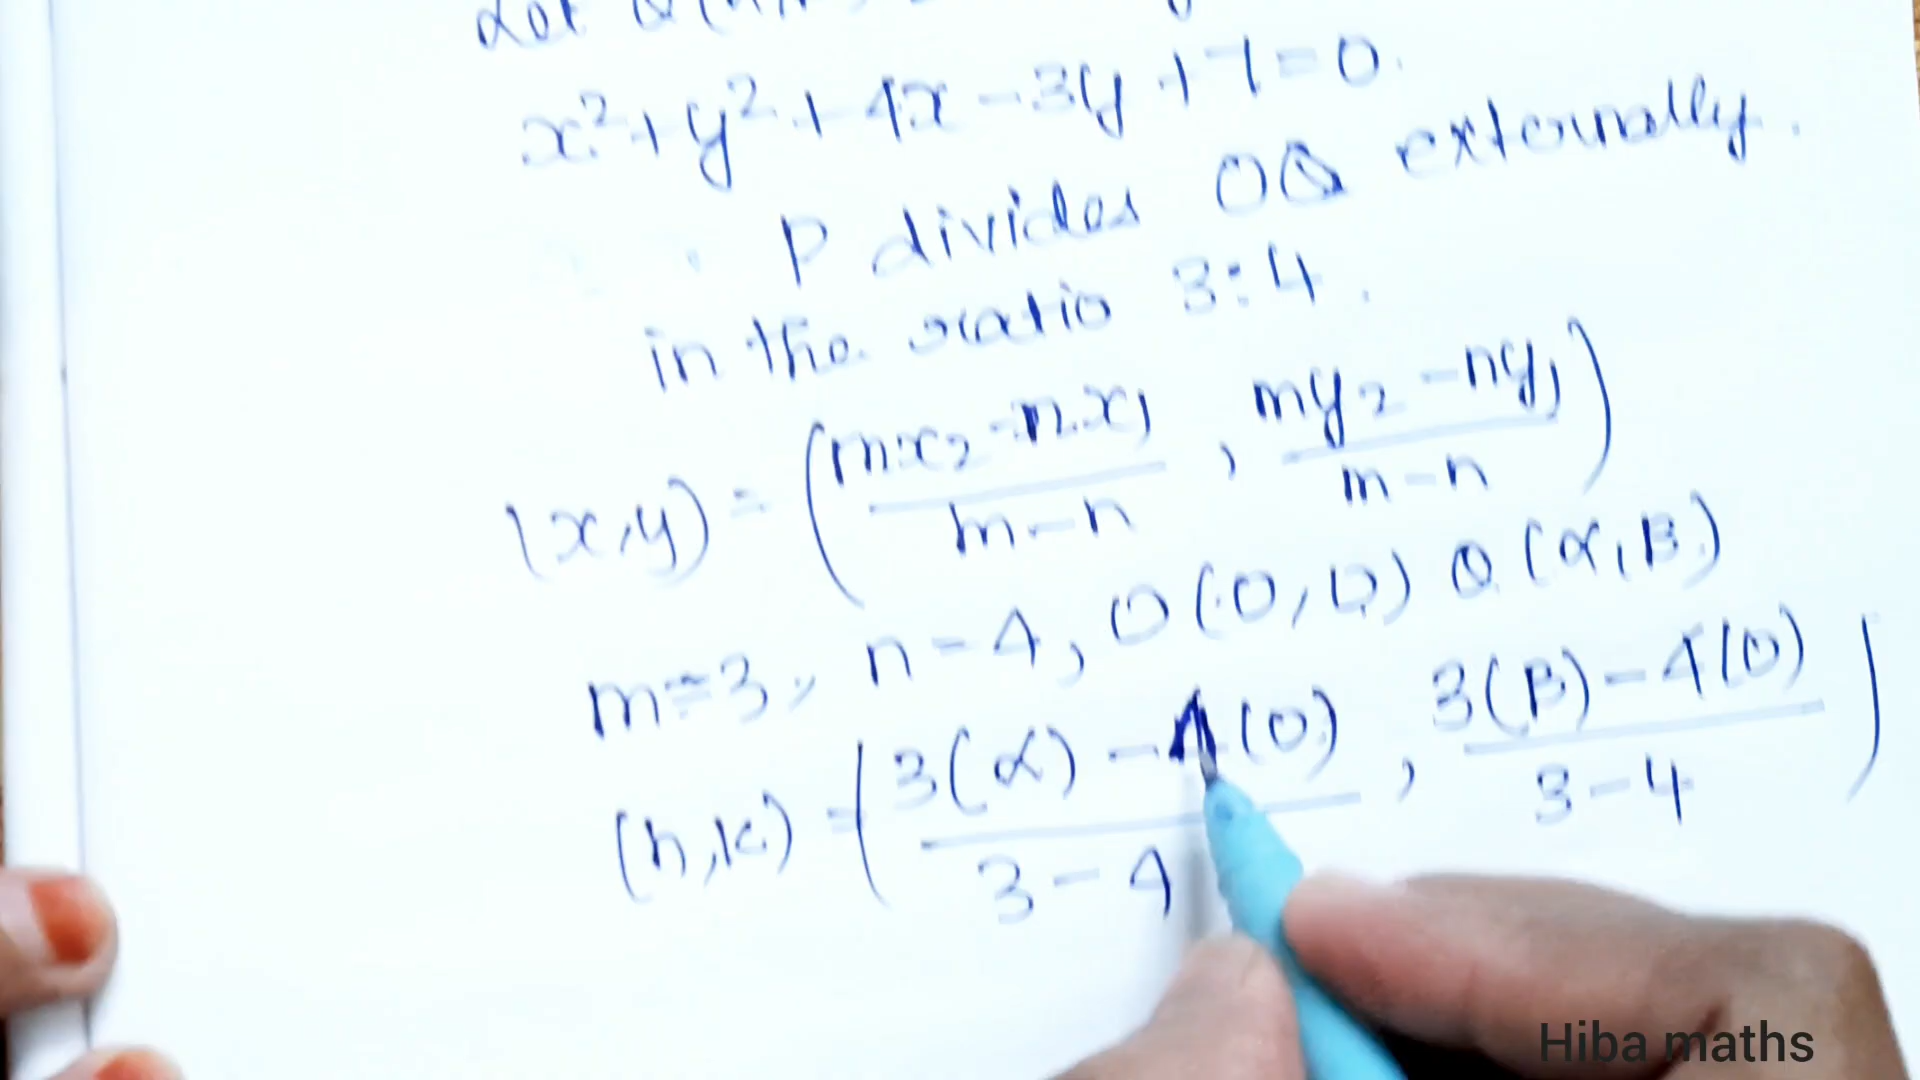 Let Q(
x²+y²+4x-3y+7=0.
P divides OQ externally.
in the ratio 3:4.
(x,y) = (mx₂-nx₁/m-n, my₂-ny₁/m-n)
m=3, n=4, O(0,0) Q(α,β)
(h,k) = (3(α)-4(0)/3-4, 3(β)-4(0)/3-4)
Hiba maths